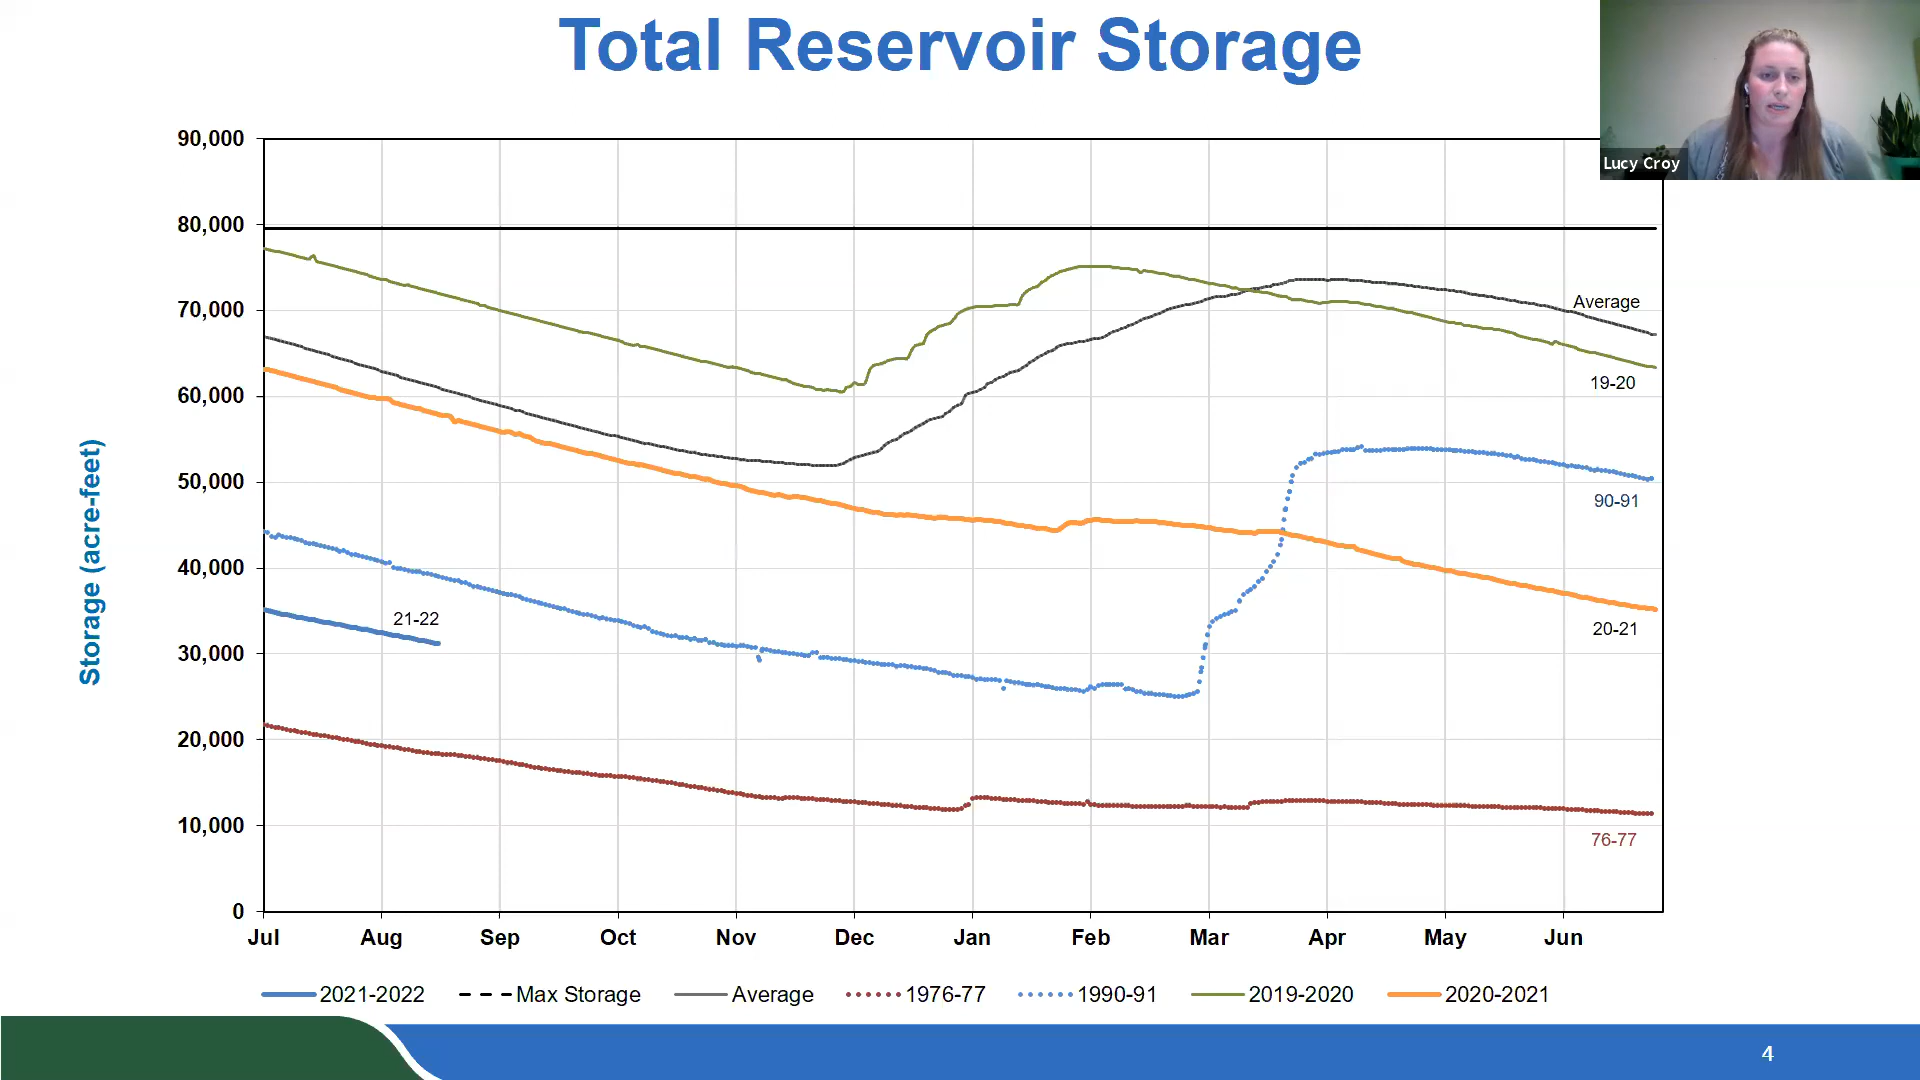 Total Reservoir Storage
Lucy Croy
Storage (acre-feet)
90,000
80,000
70,000
60,000
50,000
40,000
30,000
20,000
10,000
0
Average
19-20
90-91
21-22
20-21
76-77
Jul Aug Sep Oct Nov Dec Jan Feb Mar Apr May Jun
2021-2022 Max Storage Average 1976-77 1990-91 2019-2020 2020-2021
4